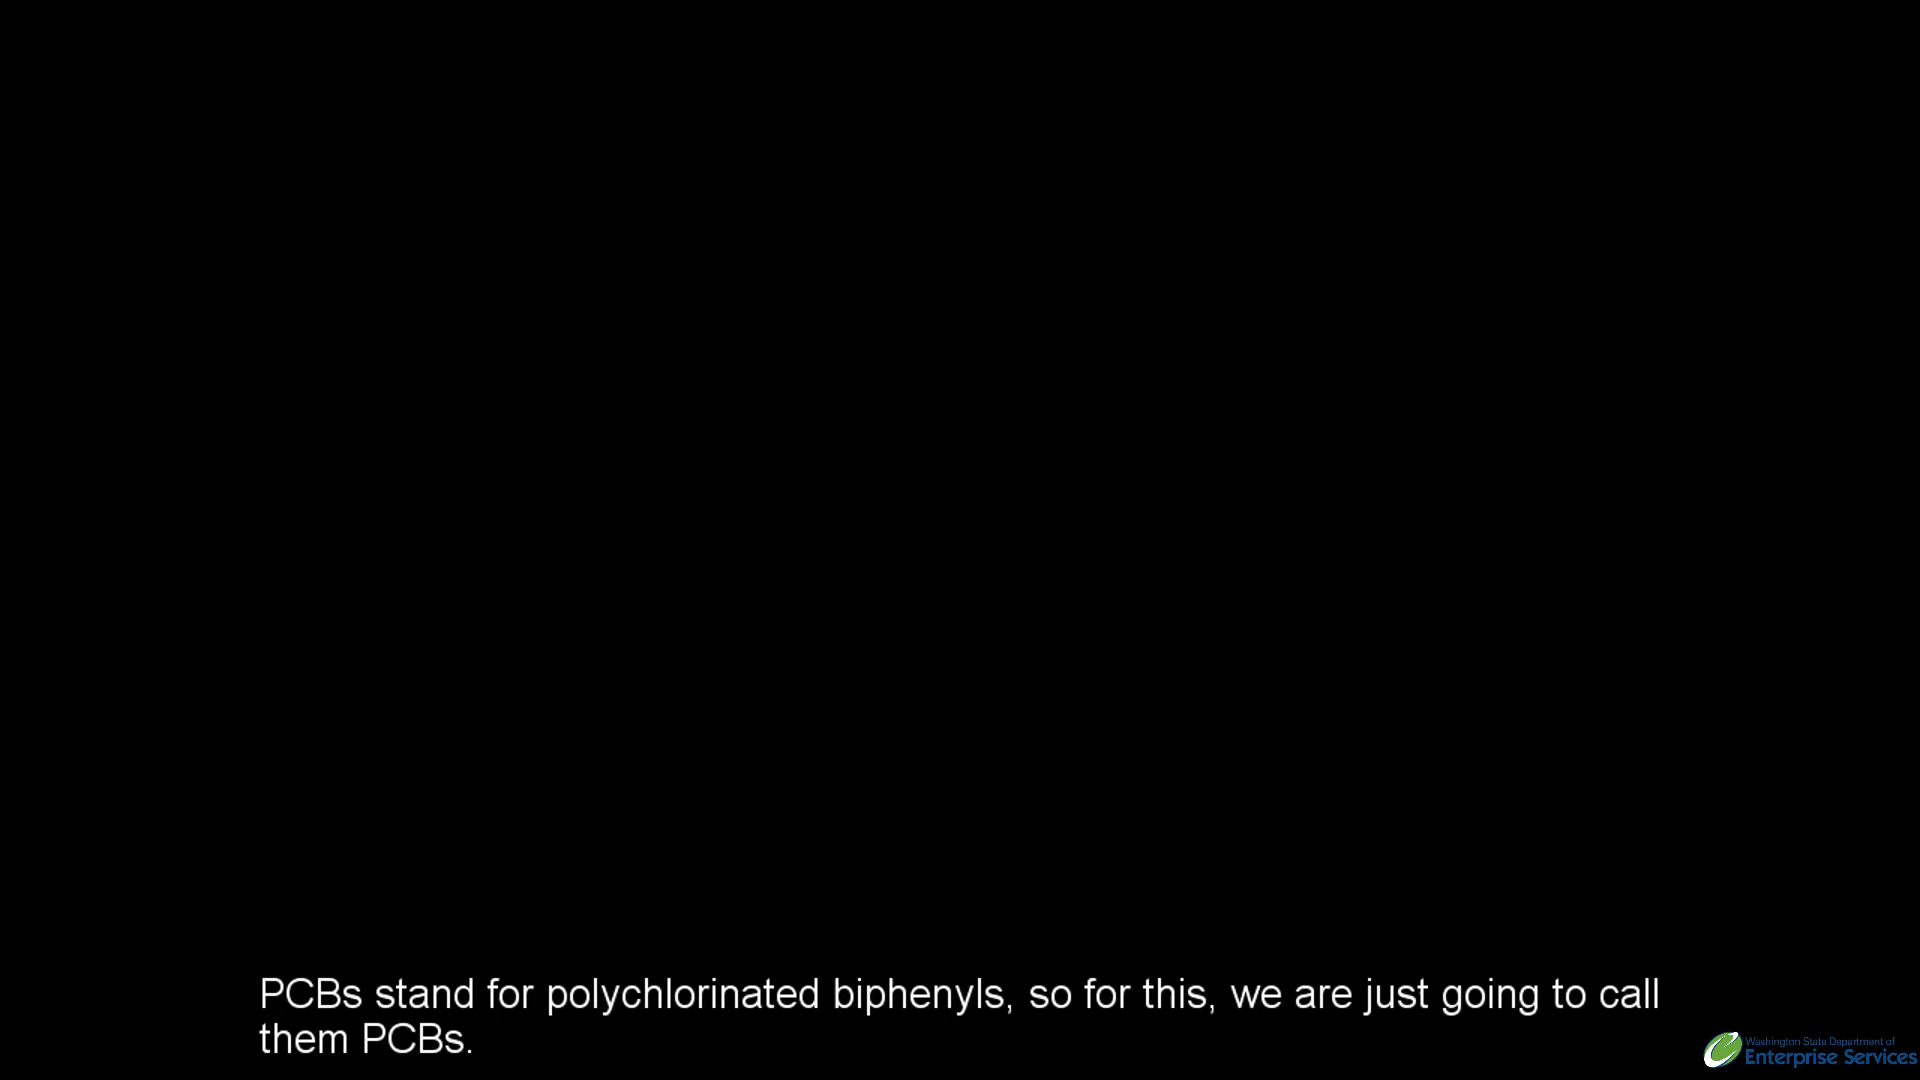 PCBs stand for polychlorinated biphenyls, so for this, we are just going to call
them PCBs.
Washington State Department of
Enterprise Services